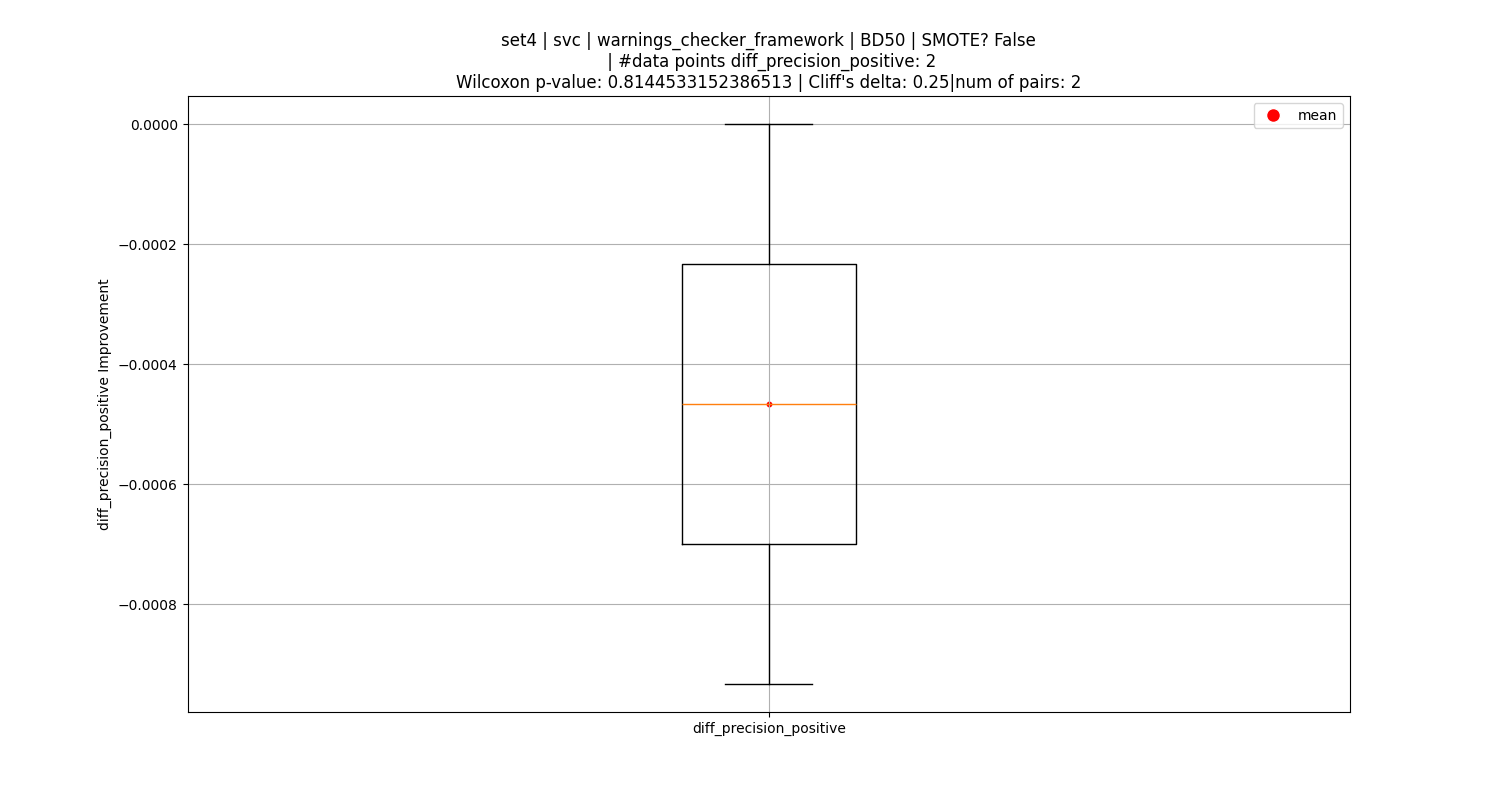 set4 | svc | warnings_checker_framework | BD50 | SMOTE? False
| #data points diff_precision_positive: 2
Wilcoxon p-value: 0.8144533152386513 | Cliff's delta: 0.25|num of pairs: 2
mean
0.0000
−0.0002
−0.0004
−0.0006
−0.0008
diff_precision_positive Improvement
diff_precision_positive